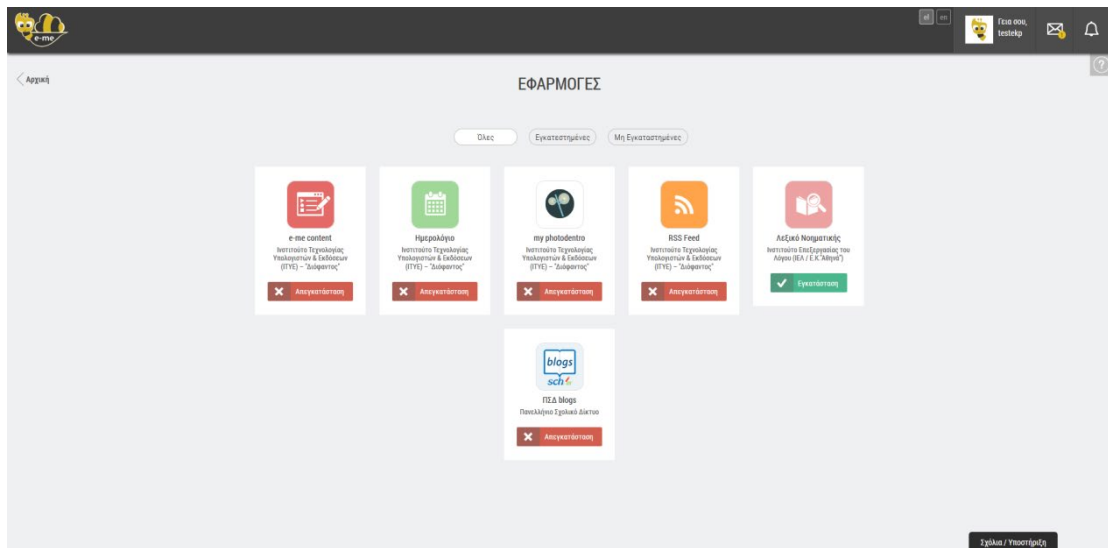 e-me
el en
Γεια σου,
testekp
?
Αρχική
ΕΦΑΡΜΟΓΕΣ
Όλες
Εγκατεστημένες
Μη Εγκαταστημένες
e-me content
Ινστιτούτο Τεχνολογίας
Υπολογιστών & Εκδόσεων
(ΙΤΥΕ) – "Διόφαντος"
Απεγκατάσταση
Ημερολόγιο
Ινστιτούτο Τεχνολογίας
Υπολογιστών & Εκδόσεων
(ΙΤΥΕ) – "Διόφαντος"
Απεγκατάσταση
my photodentro
Ινστιτούτο Τεχνολογίας
Υπολογιστών & Εκδόσεων
(ΙΤΥΕ) – "Διόφαντος"
Απεγκατάσταση
RSS Feed
Ινστιτούτο Τεχνολογίας
Υπολογιστών & Εκδόσεων
(ΙΤΥΕ) – "Διόφαντος"
Απεγκατάσταση
Λεξικό Νοηματικής
Ινστιτούτο Επεξεργασίας του
Λόγου (ΙΕΛ / Ε.Κ."Αθηνά")
Εγκατάσταση
blogs
sch
ΠΣΔ blogs
Πανελλήνιο Σχολικό Δίκτυο
Απεγκατάσταση
Σχόλια / Υποστήριξη